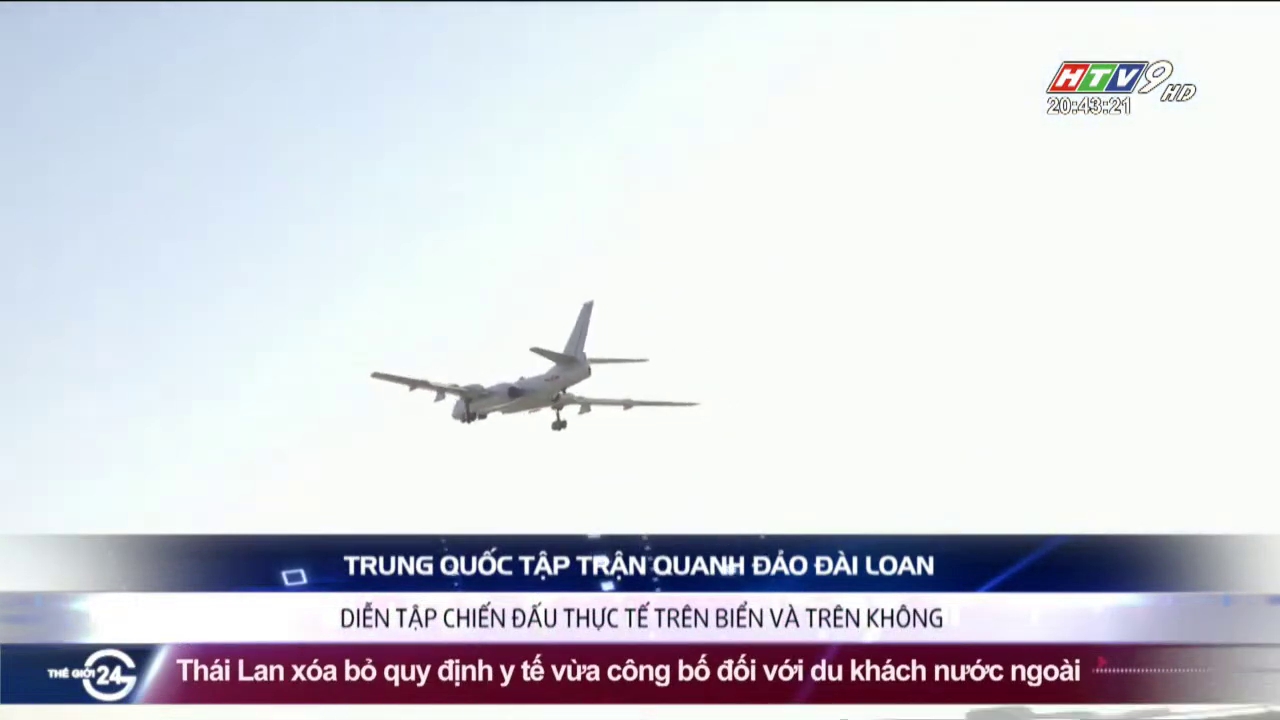 HTV9 HD
20:43:21
TRUNG QUỐC TẬP TRẬN QUANH ĐẢO ĐÀI LOAN
DIỄN TẬP CHIẾN ĐẤU THỰC TẾ TRÊN BIỂN VÀ TRÊN KHÔNG
THẾ GIỚI 24G
Thái Lan xóa bỏ quy định y tế vừa công bố đối với du khách nước ngoài